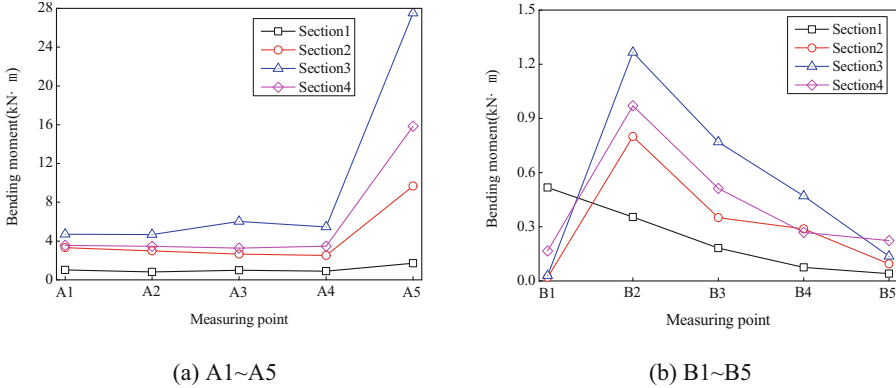 28
24
20
16
12
8
4
0
Bending moment(kN· m)
Section1
Section2
Section3
Section4
A1 A2 A3 A4 A5
Measuring point
(a) A1~A5
1.5
1.2
0.9
0.6
0.3
0.0
Bending moment(kN· m)
Section1
Section2
Section3
Section4
B1 B2 B3 B4 B5
Measuring point
(b) B1~B5